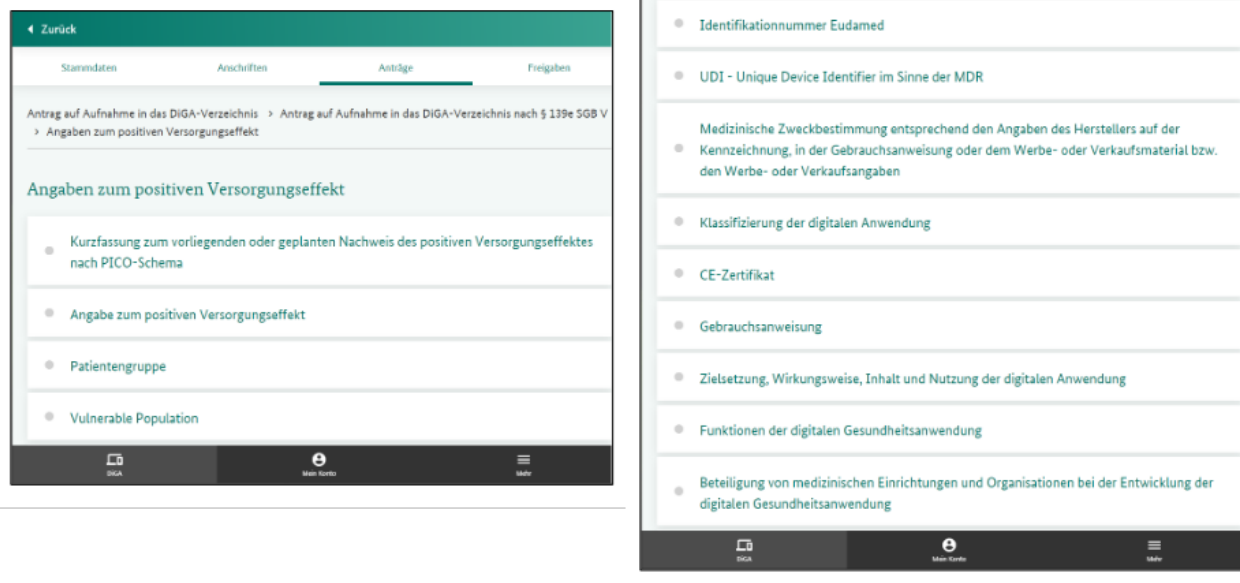 Zurück
Stammdaten
Anschriften
Anträge
Freigaben
Antrag auf Aufnahme in das DiGA-Verzeichnis > Antrag auf Aufnahme in das DiGA-Verzeichnis nach § 139e SGB V
> Angaben zum positiven Versorgungseffekt
Angaben zum positiven Versorgungseffekt
Kurzfassung zum vorliegenden oder geplanten Nachweis des positiven Versorgungseffektes
nach PICO-Schema
Angabe zum positiven Versorgungseffekt
Patientengruppe
Vulnerable Population
DiGA
Mein Konto
Mehr
Identifikationnummer Eudamed
UDI - Unique Device Identifier im Sinne der MDR
Medizinische Zweckbestimmung entsprechend den Angaben des Herstellers auf der
Kennzeichnung, in der Gebrauchsanweisung oder dem Werbe- oder Verkaufsmaterial bzw.
den Werbe- oder Verkaufsangaben
Klassifizierung der digitalen Anwendung
CE-Zertifikat
Gebrauchsanweisung
Zielsetzung, Wirkungsweise, Inhalt und Nutzung der digitalen Anwendung
Funktionen der digitalen Gesundheitsanwendung
Beteiligung von medizinischen Einrichtungen und Organisationen bei der Entwicklung der
digitalen Gesundheitsanwendung
DiGA
Mein Konto
Mehr